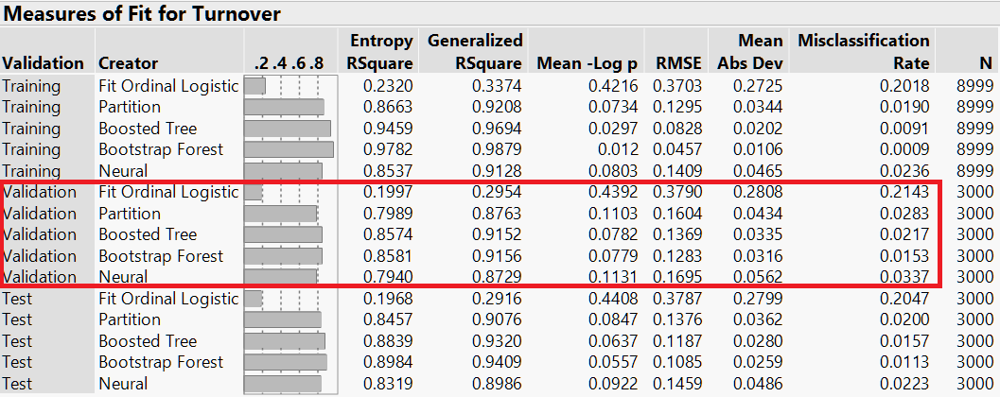 Measures of Fit for Turnover
Entropy Generalized Mean Misclassification
Validation Creator .2 .4 .6 .8 RSquare RSquare Mean -Log p RMSE Abs Dev Rate N
Training Fit Ordinal Logistic 0.2320 0.3374 0.4216 0.3703 0.2725 0.2018 8999
Training Partition 0.8663 0.9208 0.0734 0.1295 0.0344 0.0190 8999
Training Boosted Tree 0.9459 0.9694 0.0297 0.0828 0.0202 0.0091 8999
Training Bootstrap Forest 0.9782 0.9879 0.012 0.0457 0.0106 0.0009 8999
Training Neural 0.8537 0.9128 0.0803 0.1409 0.0465 0.0236 8999
Validation Fit Ordinal Logistic 0.1997 0.2954 0.4392 0.3790 0.2808 0.2143 3000
Validation Partition 0.7989 0.8763 0.1103 0.1604 0.0434 0.0283 3000
Validation Boosted Tree 0.8574 0.9152 0.0782 0.1369 0.0335 0.0217 3000
Validation Bootstrap Forest 0.8581 0.9156 0.0779 0.1283 0.0316 0.0153 3000
Validation Neural 0.7940 0.8729 0.1131 0.1695 0.0562 0.0337 3000
Test Fit Ordinal Logistic 0.1968 0.2916 0.4408 0.3787 0.2799 0.2047 3000
Test Partition 0.8457 0.9076 0.0847 0.1376 0.0362 0.0200 3000
Test Boosted Tree 0.8839 0.9320 0.0637 0.1187 0.0280 0.0157 3000
Test Bootstrap Forest 0.8984 0.9409 0.0557 0.1085 0.0259 0.0113 3000
Test Neural 0.8319 0.8986 0.0922 0.1459 0.0486 0.0223 3000